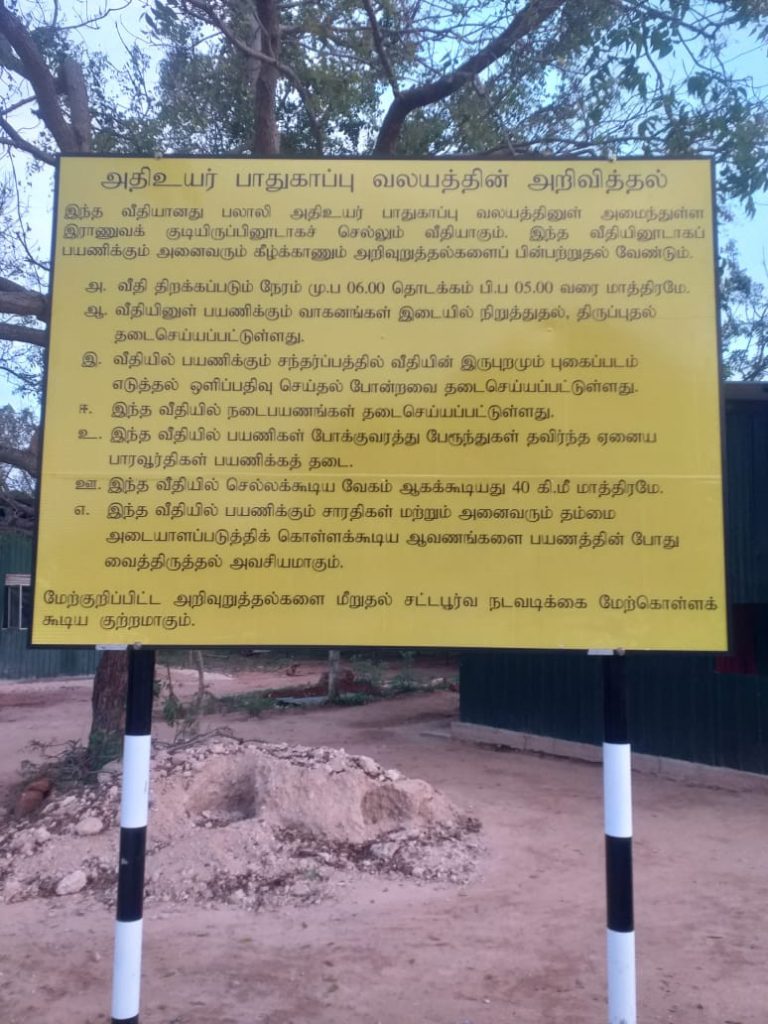 அதிஉயர் பாதுகாப்பு வலயத்தின் அறிவித்தல்
இந்த வீதியானது பலாலி அதிஉயர் பாதுகாப்பு வலயத்தினுள் அமைந்துள்ள
இராணுவக் குடியிருப்பினூடாகச் செல்லும் வீதியாகும். இந்த வீதியினூடாகப்
பயணிக்கும் அனைவரும் கீழ்க்காணும் அறிவுறுத்தல்களைப் பின்பற்றுதல் வேண்டும்.
அ. வீதி திறக்கப்படும் நேரம் மு.ப 06.00 தொடக்கம் பி.ப 05.00 வரை மாத்திரமே.
ஆ. வீதியினுள் பயணிக்கும் வாகனங்கள் இடையில் நிறுத்துதல், திருப்புதல்
தடைசெய்யப்பட்டுள்ளது.
இ. வீதியில் பயணிக்கும் சந்தர்ப்பத்தில் வீதியின் இருபுறமும் புகைப்படம்
எடுத்தல் ஒளிப்பதிவு செய்தல் போன்றவை தடைசெய்யப்பட்டுள்ளது.
ஈ. இந்த வீதியில் நடைபயணங்கள் தடைசெய்யப்பட்டுள்ளது.
உ. இந்த வீதியில் பயணிகள் போக்குவரத்து பேரூந்துகள் தவிர்ந்த ஏனைய
பாரவூர்திகள் பயணிக்கத் தடை.
ஊ. இந்த வீதியில் செல்லக்கூடிய வேகம் ஆகக்கூடியது 40 கி.மீ மாத்திரமே.
எ. இந்த வீதியில் பயணிக்கும் சாரதிகள் மற்றும் அனைவரும் தம்மை
அடையாளப்படுத்திக் கொள்ளக்கூடிய ஆவணங்களை பயணத்தின் போது
வைத்திருத்தல் அவசியமாகும்.
மேற்குறிப்பிட்ட அறிவுறுத்தல்களை மீறுதல் சட்டபூர்வ நடவடிக்கை மேற்கொள்ளக்
கூடிய குற்றமாகும்.